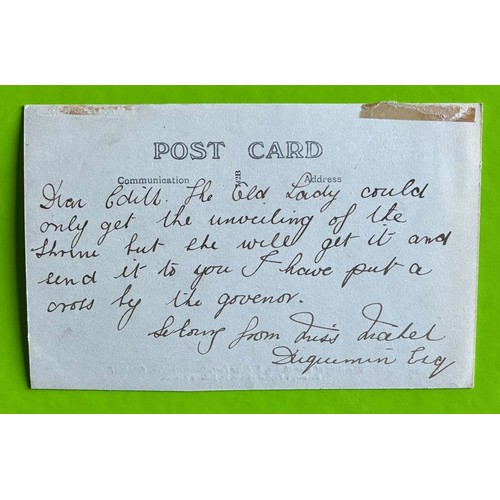 POST CARD
Communication
Address
Dear Edith. The Old Lady could
only get the unveiling of the
Shrine but she will get it and
send it to you I have put a
cross by the govenor.
So long from Miss Mabel
Duquemin Esq